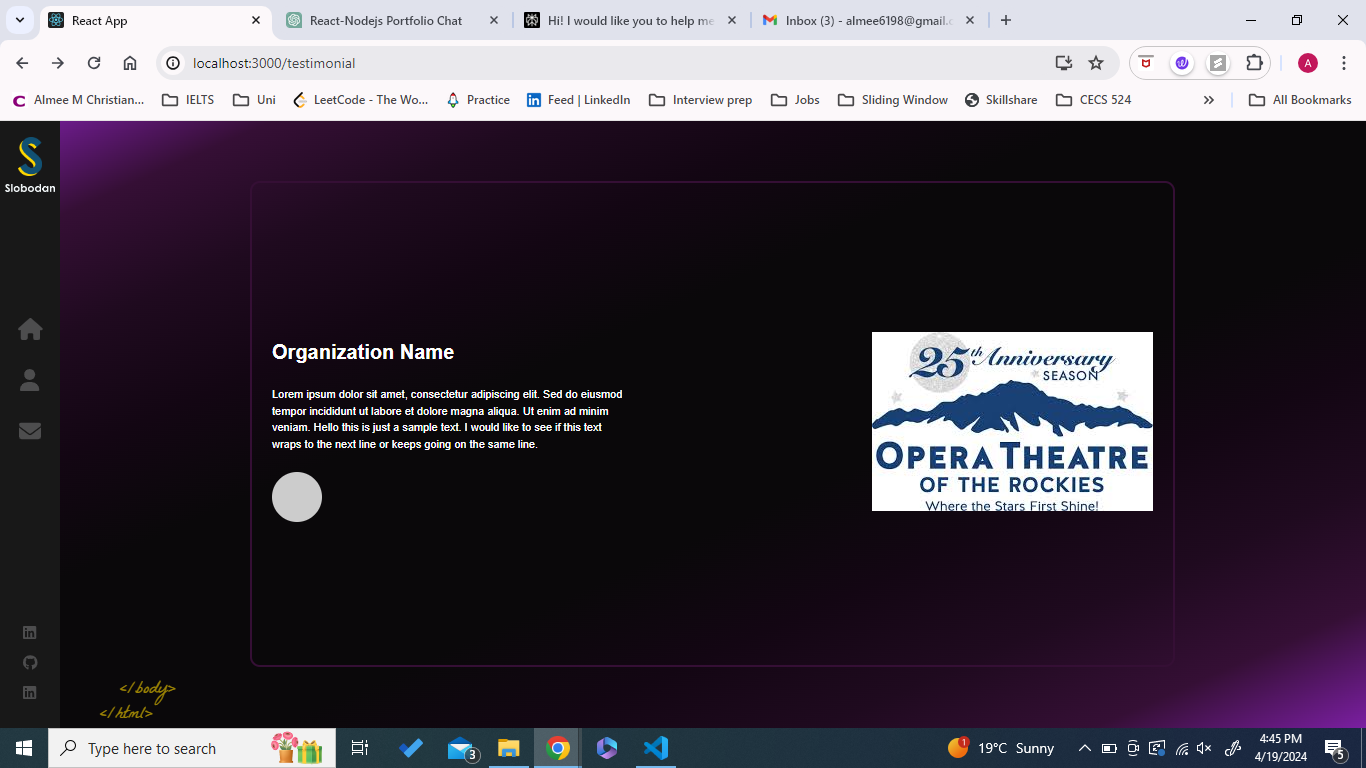 React App
React-Nodejs Portfolio Chat
Hi! I would like you to help me
Inbox (3) - almee6198@gmail.c
localhost:3000/testimonial
A
Almee M Christian...
IELTS
Uni
LeetCode - The Wo...
Practice
Feed | LinkedIn
Interview prep
Jobs
Sliding Window
Skillshare
CECS 524
All Bookmarks
Slobodan
Organization Name
Lorem ipsum dolor sit amet, consectetur adipiscing elit. Sed do eiusmod
tempor incididunt ut labore et dolore magna aliqua. Ut enim ad minim
veniam. Hello this is just a sample text. I would like to see if this text
wraps to the next line or keeps going on the same line.
25th Anniversary
SEASON
OPERA THEATRE
OF THE ROCKIES
Where the Stars First Shine!
</body>
</html>
Type here to search
3
1
19°C Sunny
4:45 PM
4/19/2024
5